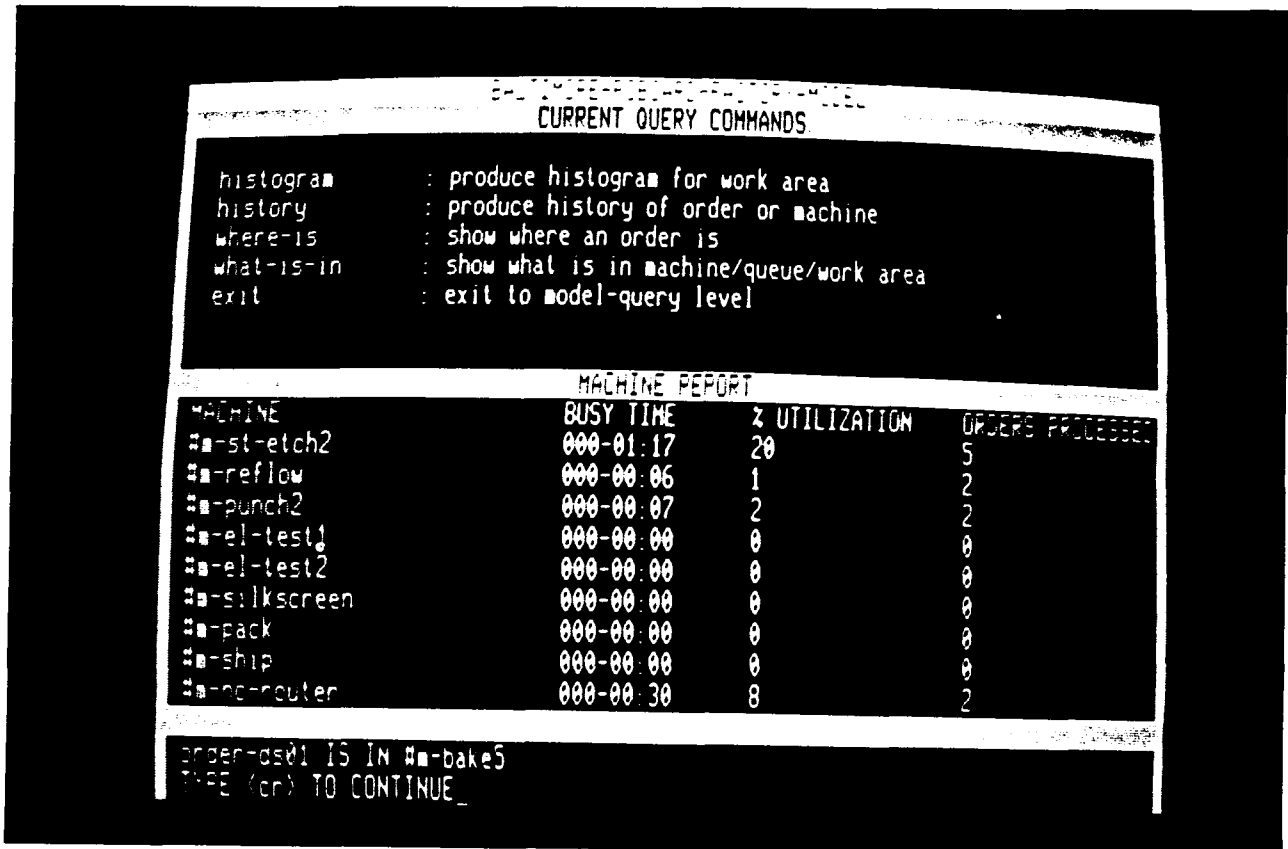 CURRENT QUERY COMMANDS
histogram : produce histogram for work area
history : produce history of order or machine
where-is : show where an order is
what-is-in : show what is in machine/queue/work area
exit : exit to model-query level
MACHINE REPORT
MACHINE BUSY TIME % UTILIZATION ORDERS PROCESSED
#m-st-etch2 000-01:17 20 5
#m-reflow 000-00:06 1 2
#m-punch2 000-00:07 2 2
#m-el-test1 000-00:00 0 0
#m-el-test2 000-00:00 0 0
#m-silkscreen 000-00:00 0 0
#m-pack 000-00:00 0 0
#m-ship 000-00:00 0 0
#m-nc-router 000-00:30 8 2
order-ds01 IS IN #m-bake5
TYPE <cr> TO CONTINUE_